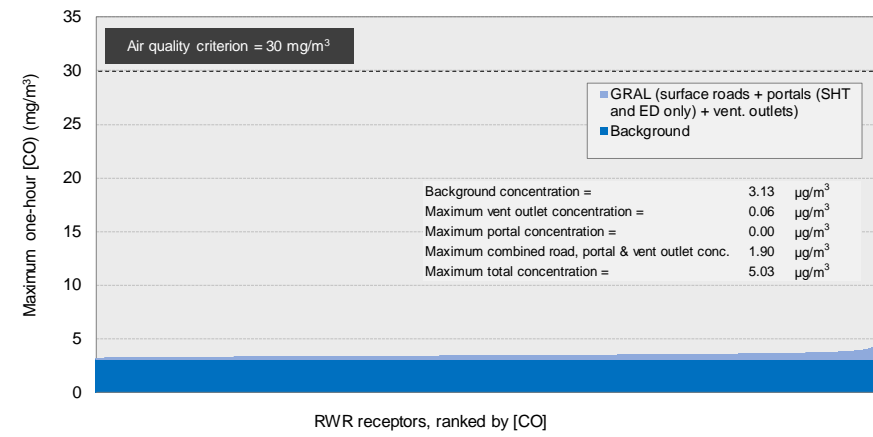 35
30
25
20
15
10
5
0
Maximum one-hour [CO) (mg/m³)
Air quality criterion = 30 mg/m³
GRAL (surface roads + portals (SHT
and ED only) + vent. outlets)
Background
Background concentration = 3.13 µg/m³
Maximum vent outlet concentration = 0.06 µg/m³
Maximum portal concentration = 0.00 µg/m³
Maximum combined road, portal & vent outlet conc. 1.90 µg/m³
Maximum total concentration = 5.03 µg/m³
RWR receptors, ranked by [CO]